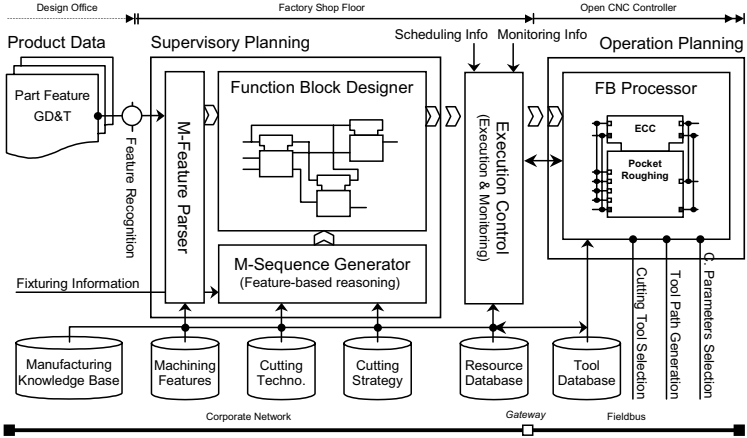 Design Office
Factory Shop Floor
Open CNC Controller
Product Data
Supervisory Planning
Scheduling Info
Monitoring Info
Operation Planning
Part Feature
GD&T
Feature Recognition
M-Feature Parser
Function Block Designer
Execution Control
(Execution & Monitoring)
FB Processor
ECC
Pocket
Roughing
M-Sequence Generator
(Feature-based reasoning)
Fixturing Information
Cutting Tool Selection
Tool Path Generation
C. Parameters Selection
Manufacturing
Knowledge Base
Machining
Features
Cutting
Techno.
Cutting
Strategy
Resource
Database
Tool
Database
Corporate Network
Gateway
Fieldbus